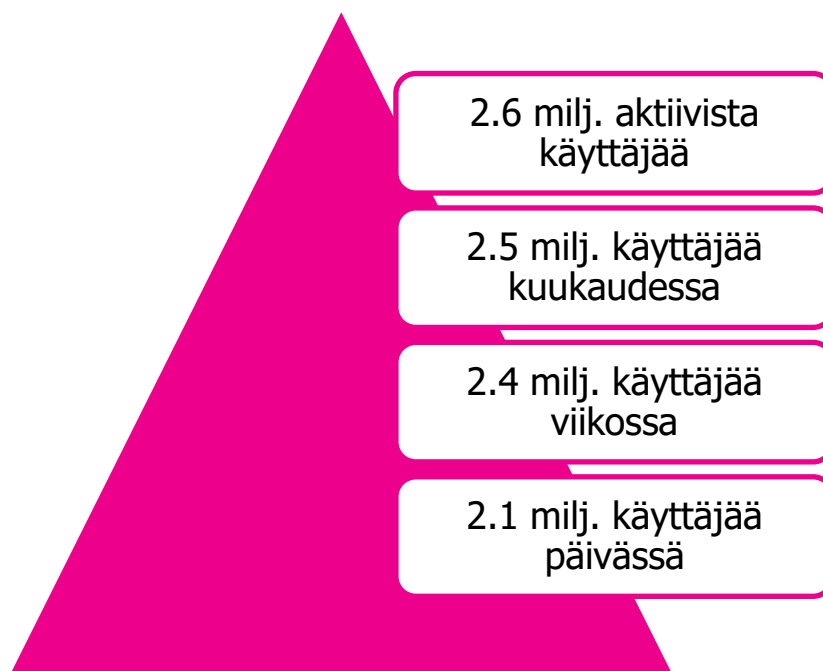 2.6 milj. aktiivista
käyttäjää
2.5 milj. käyttäjää
kuukaudessa
2.4 milj. käyttäjää
viikossa
2.1 milj. käyttäjää
päivässä